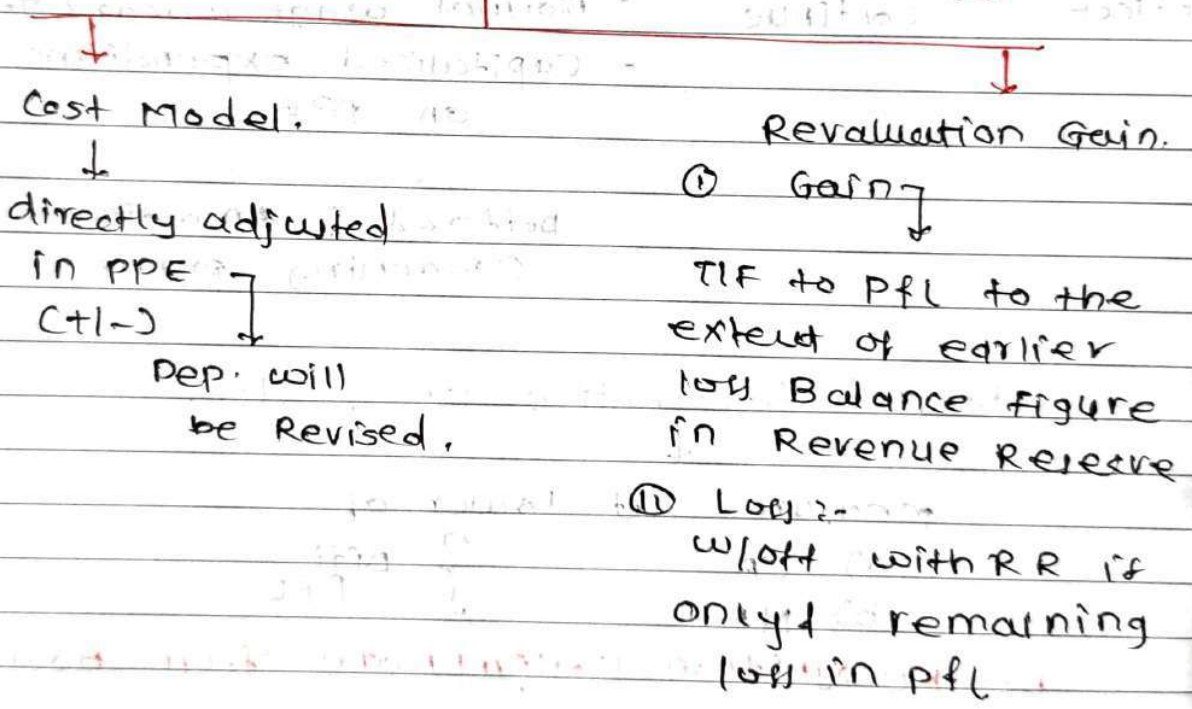 Cost Model.
directly adjusted
in PPE
(+/-)
Dep. will
be Revised.
Revaluation Gain.
① Gain
T/F to P&L to the
extent of earlier
loss Balance figure
in Revenue Reserve
② Loss :-
W/off with RR if
only & remaining
loss in P&L